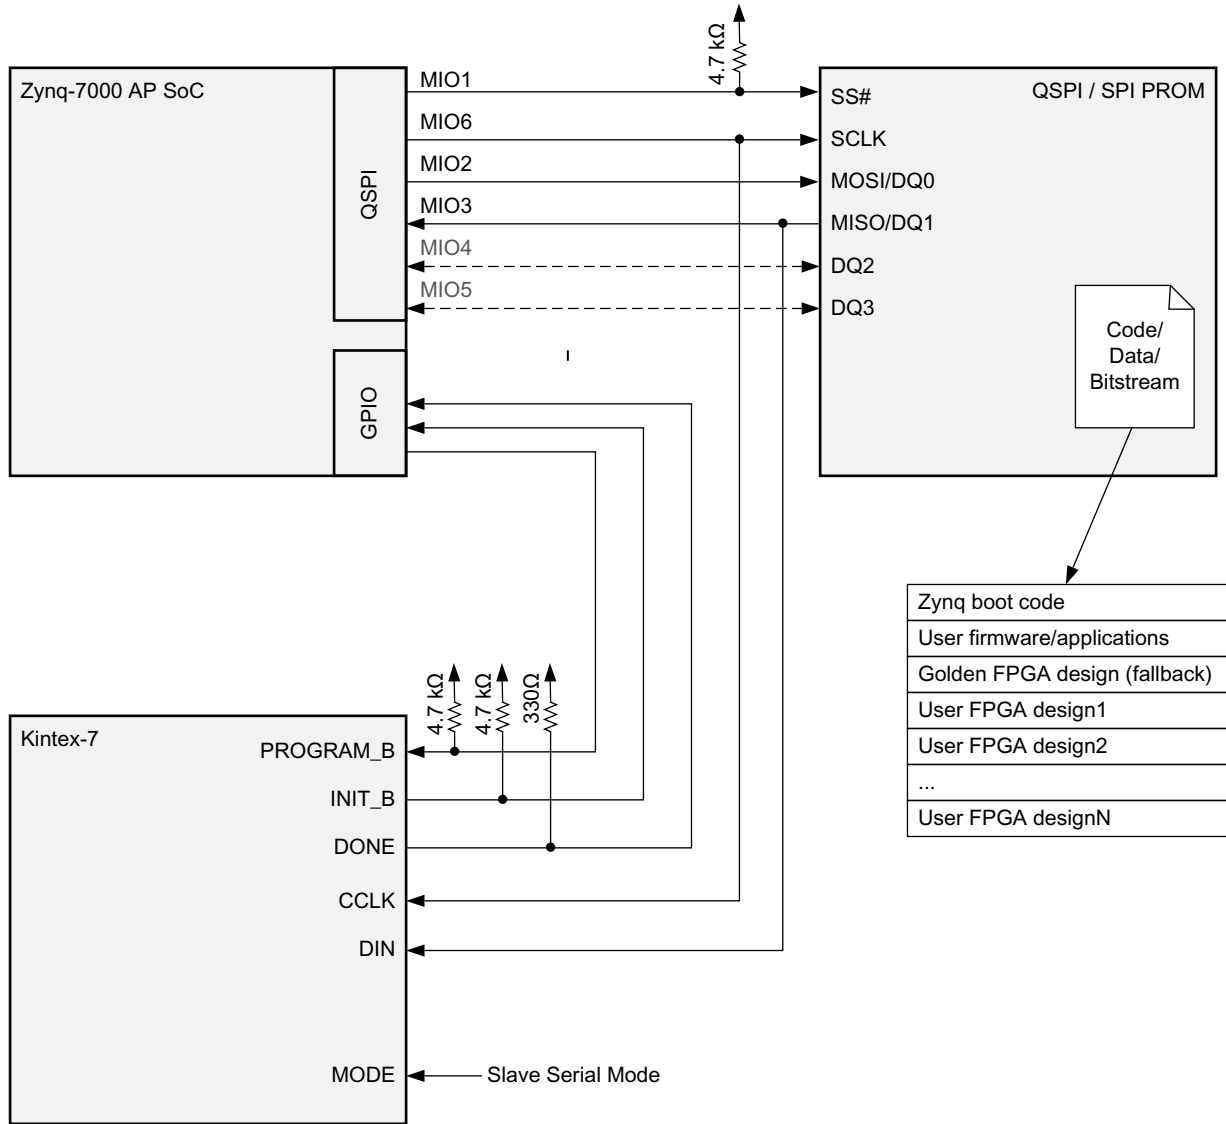 4.7 kΩ
Zynq-7000 AP SoC
QSPI
MIO1
MIO6
MIO2
MIO3
MIO4
MIO5
GPIO
QSPI / SPI PROM
SS#
SCLK
MOSI/DQ0
MISO/DQ1
DQ2
DQ3
Code/
Data/
Bitstream
Zynq boot code
User firmware/applications
Golden FPGA design (fallback)
User FPGA design1
User FPGA design2
...
User FPGA designN
4.7 kΩ
4.7 kΩ
330Ω
Kintex-7
PROGRAM_B
INIT_B
DONE
CCLK
DIN
MODE
Slave Serial Mode